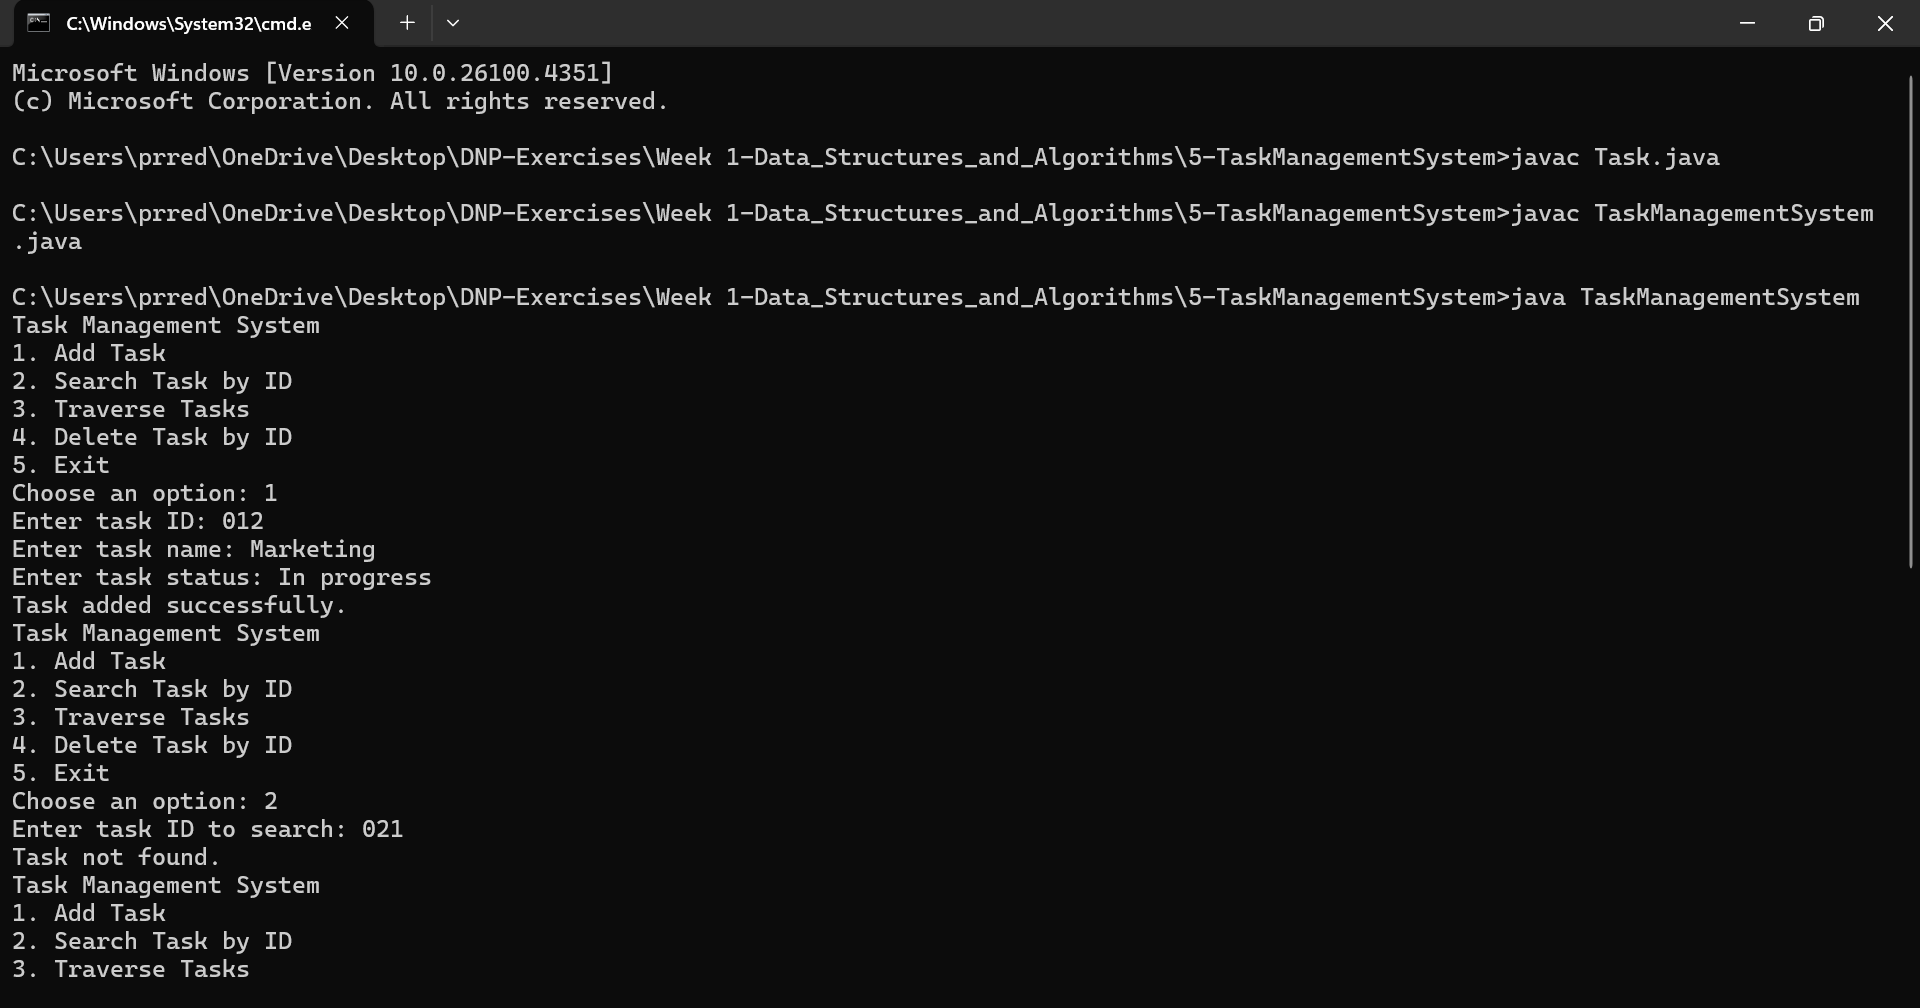 C:\Windows\System32\cmd.e
Microsoft Windows [Version 10.0.26100.4351]
(c) Microsoft Corporation. All rights reserved.
C:\Users\prred\OneDrive\Desktop\DNP-Exercises\Week 1-Data_Structures_and_Algorithms\5-TaskManagementSystem>javac Task.java
C:\Users\prred\OneDrive\Desktop\DNP-Exercises\Week 1-Data_Structures_and_Algorithms\5-TaskManagementSystem>javac TaskManagementSystem
.java
C:\Users\prred\OneDrive\Desktop\DNP-Exercises\Week 1-Data_Structures_and_Algorithms\5-TaskManagementSystem>java TaskManagementSystem
Task Management System
1. Add Task
2. Search Task by ID
3. Traverse Tasks
4. Delete Task by ID
5. Exit
Choose an option: 1
Enter task ID: 012
Enter task name: Marketing
Enter task status: In progress
Task added successfully.
Task Management System
1. Add Task
2. Search Task by ID
3. Traverse Tasks
4. Delete Task by ID
5. Exit
Choose an option: 2
Enter task ID to search: 021
Task not found.
Task Management System
1. Add Task
2. Search Task by ID
3. Traverse Tasks